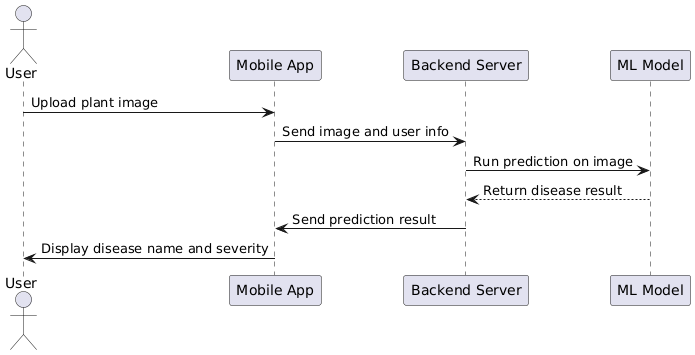 User
Mobile App
Backend Server
ML Model
Upload plant image
Send image and user info
Run prediction on image
Return disease result
Send prediction result
Display disease name and severity
User
Mobile App
Backend Server
ML Model